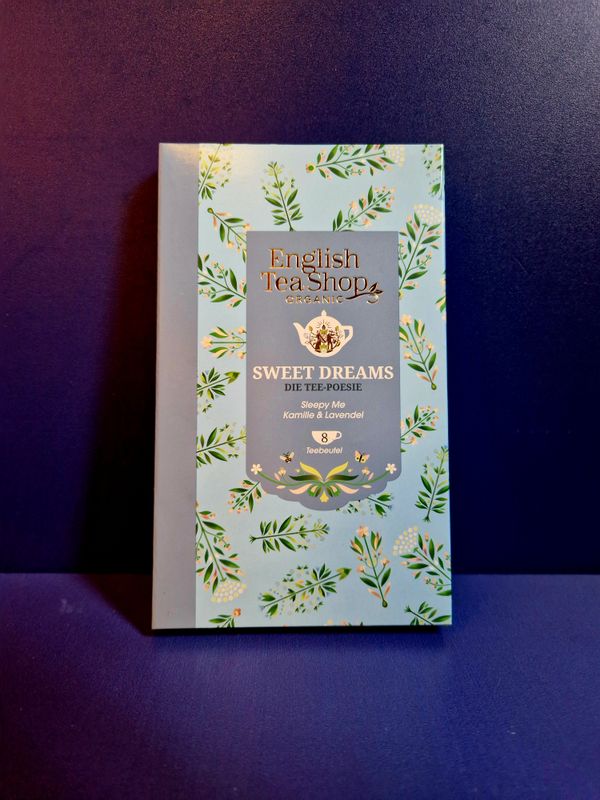 English
Tea Shop
ORGANIC
SWEET DREAMS
DIE TEE-POESIE
Sleepy Me
Kamille & Lavendel
8
Teebeutel